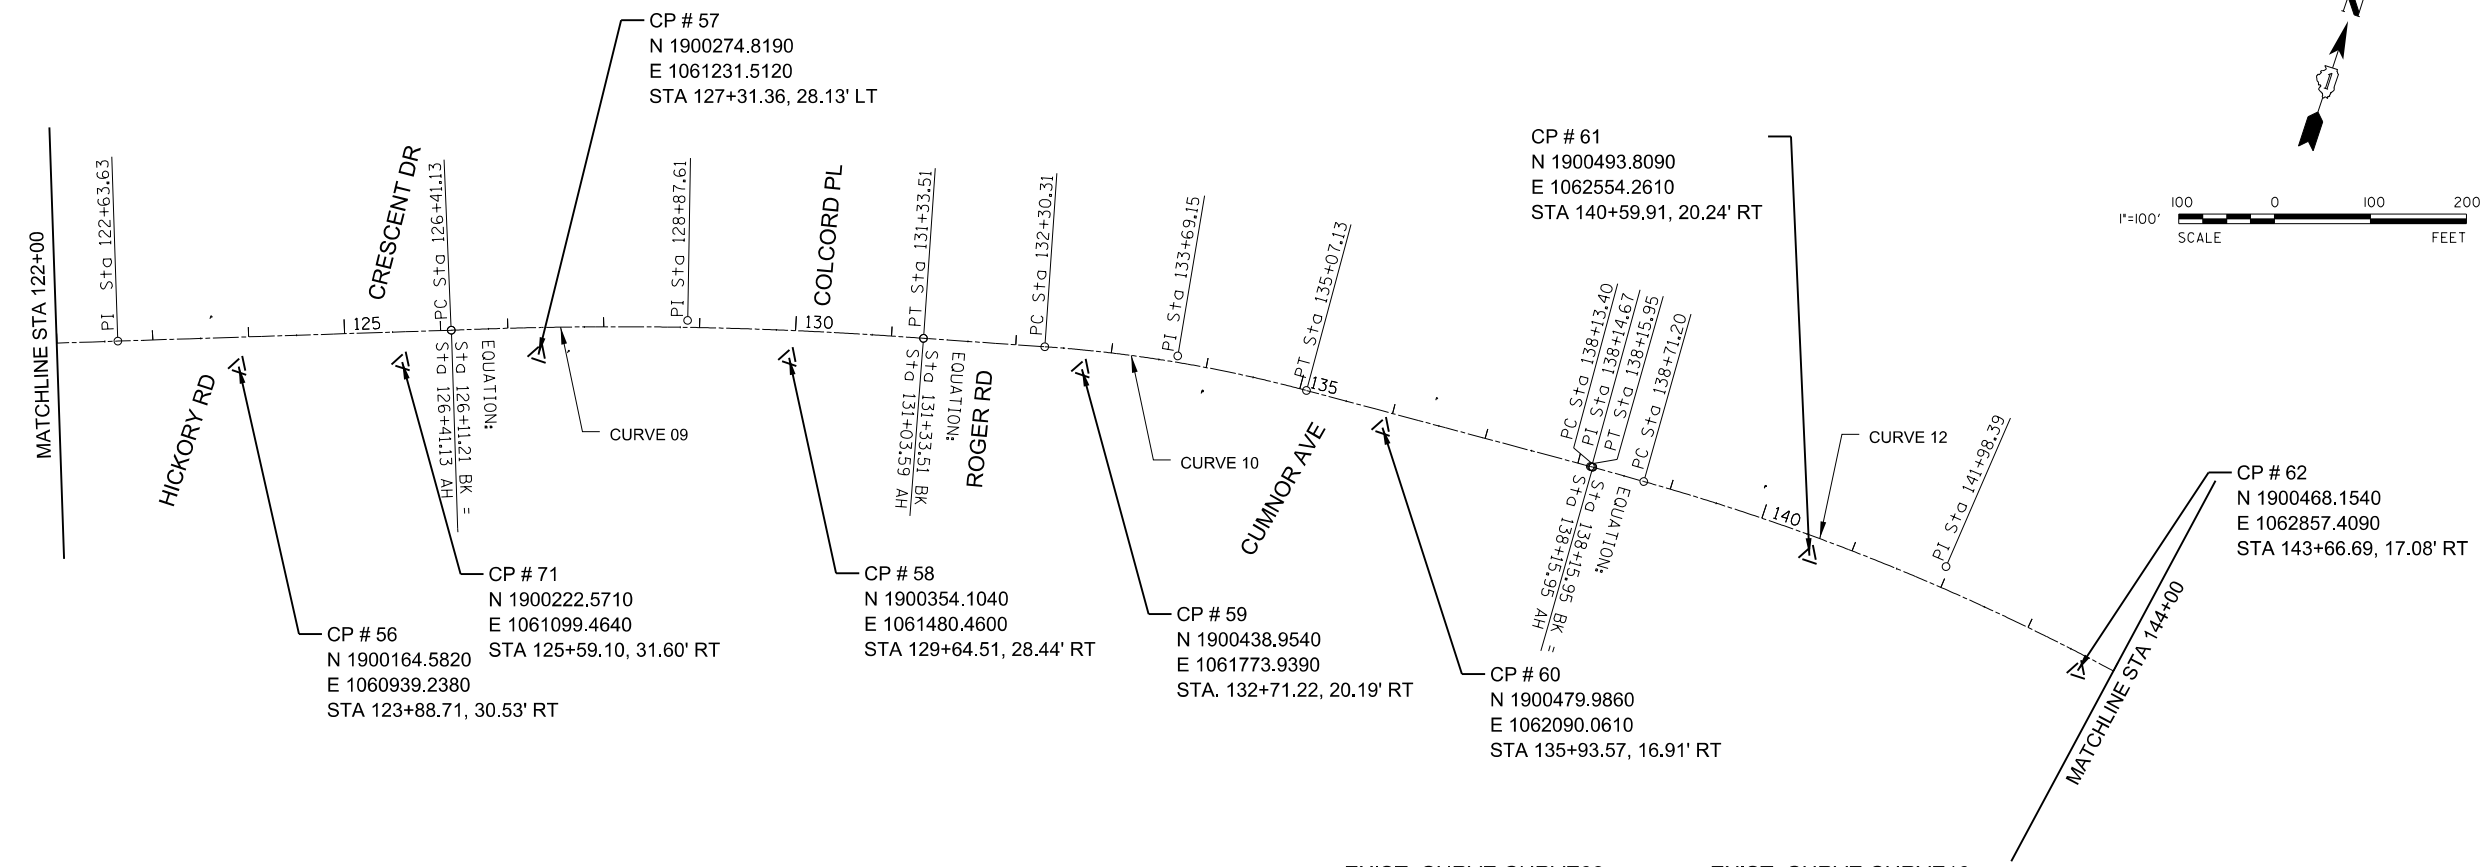 CP # 57
N 1900274.8190
E 1061231.5120
STA 127+31.36, 28.13' LT
N
1
100 0 100 200
1"=100'
SCALE FEET
CP # 61
N 1900493.8090
E 1062554.2610
STA 140+59.91, 20.24' RT
MATCHLINE STA 122+00
PI Sta 122+63.63
HICKORY RD
125
CRESCENT DR
PC Sta 126+41.13
EQUATION:
Sta 126+11.21 BK =
Sta 126+41.13 AH
CURVE 09
PI Sta 128+87.61
130
COLCORD PL
PT Sta 131+33.51
EQUATION:
Sta 131+33.51 BK
Sta 131+03.59 AH
ROGER RD
PC Sta 132+30.31
CURVE 10
PI Sta 133+69.15
PT Sta 135+07.13
135
CUMNOR AVE
PC Sta 138+13.40
PI Sta 138+14.67
PT Sta 138+15.95
PC Sta 138+71.20
EQUATION:
Sta 138+15.95 BK =
Sta 138+15.95 AH
140
CURVE 12
PI Sta 141+98.39
CP # 62
N 1900468.1540
E 1062857.4090
STA 143+66.69, 17.08' RT
MATCHLINE STA 144+00
CP # 71
N 1900222.5710
E 1061099.4640
STA 125+59.10, 31.60' RT
CP # 58
N 1900354.1040
E 1061480.4600
STA 129+64.51, 28.44' RT
CP # 59
N 1900438.9540
E 1061773.9390
STA. 132+71.22, 20.19' RT
CP # 56
N 1900164.5820
E 1060939.2380
STA 123+88.71, 30.53' RT
CP # 60
N 1900479.9860
E 1062090.0610
STA 135+93.57, 16.91' RT